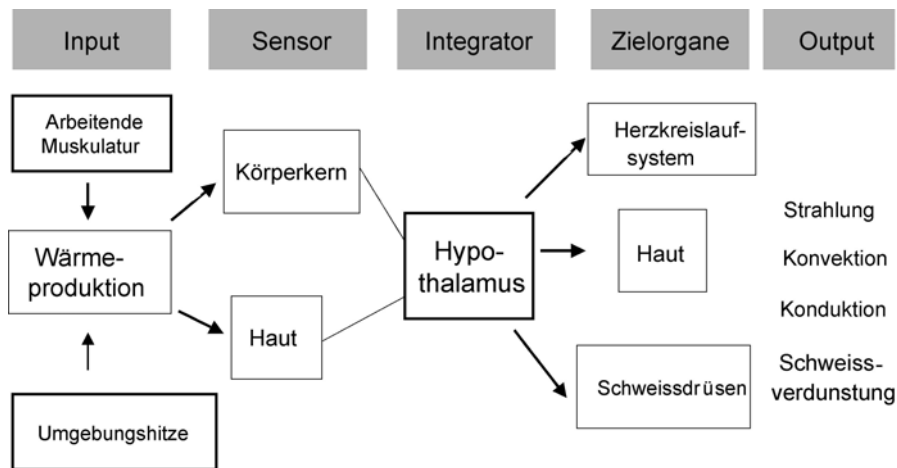 Input
Sensor
Integrator
Zielorgane
Output
Arbeitende
Muskulatur
Wärme-
produktion
Umgebungshitze
Körperkern
Haut
Hypo-
thalamus
Herzkreislauf-
system
Haut
Schweissdrüsen
Strahlung
Konvektion
Konduktion
Schweiss-
verdunstung